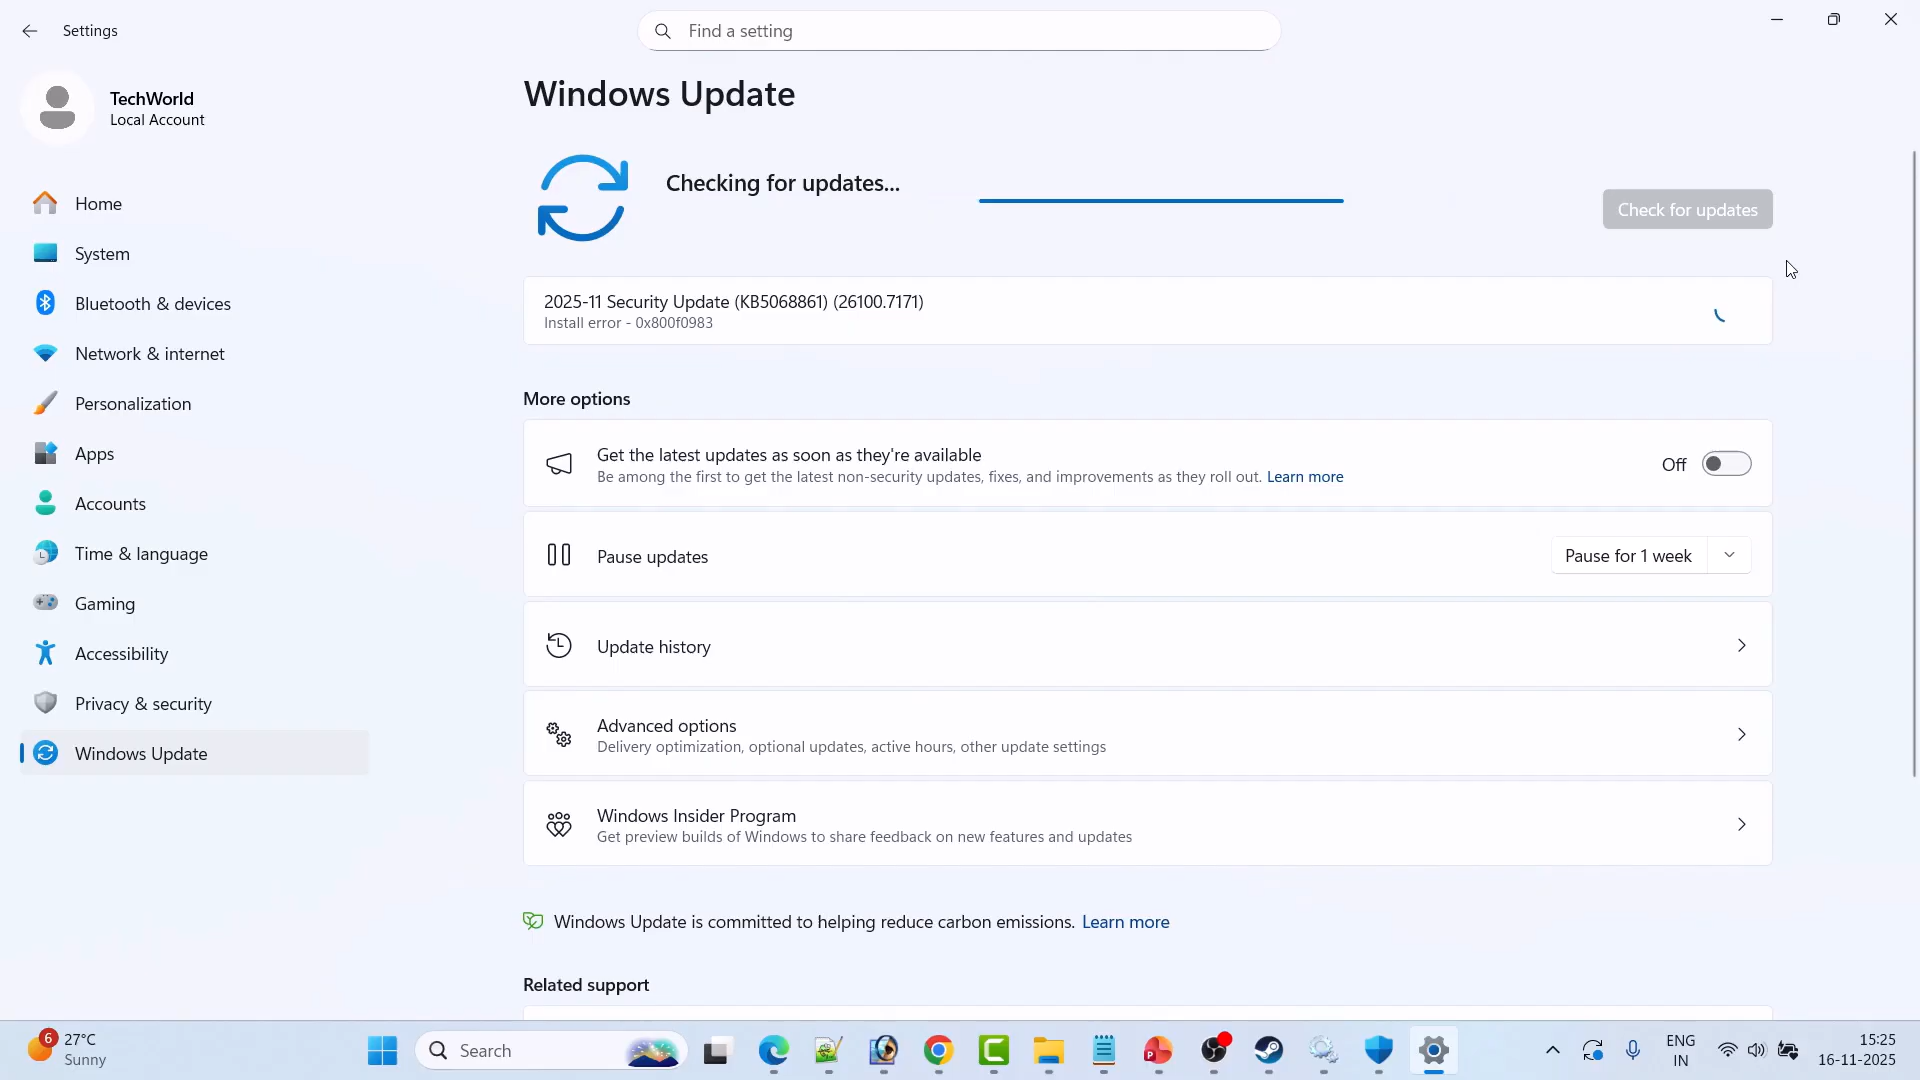 Settings
Find a setting
TechWorld
Local Account
Home
System
Bluetooth & devices
Network & internet
Personalization
Apps
Accounts
Time & language
Gaming
Accessibility
Privacy & security
Windows Update
Windows Update
Checking for updates...
Check for updates
2025-11 Security Update (KB5068861) (26100.7171)
Install error - 0x800f0983
More options
Get the latest updates as soon as they're available
Be among the first to get the latest non-security updates, fixes, and improvements as they roll out. Learn more
Off
Pause updates
Pause for 1 week
Update history
Advanced options
Delivery optimization, optional updates, active hours, other update settings
Windows Insider Program
Get preview builds of Windows to share feedback on new features and updates
Windows Update is committed to helping reduce carbon emissions. Learn more
Related support
6
27°C
Sunny
Search
ENG
IN
15:25
16-11-2025